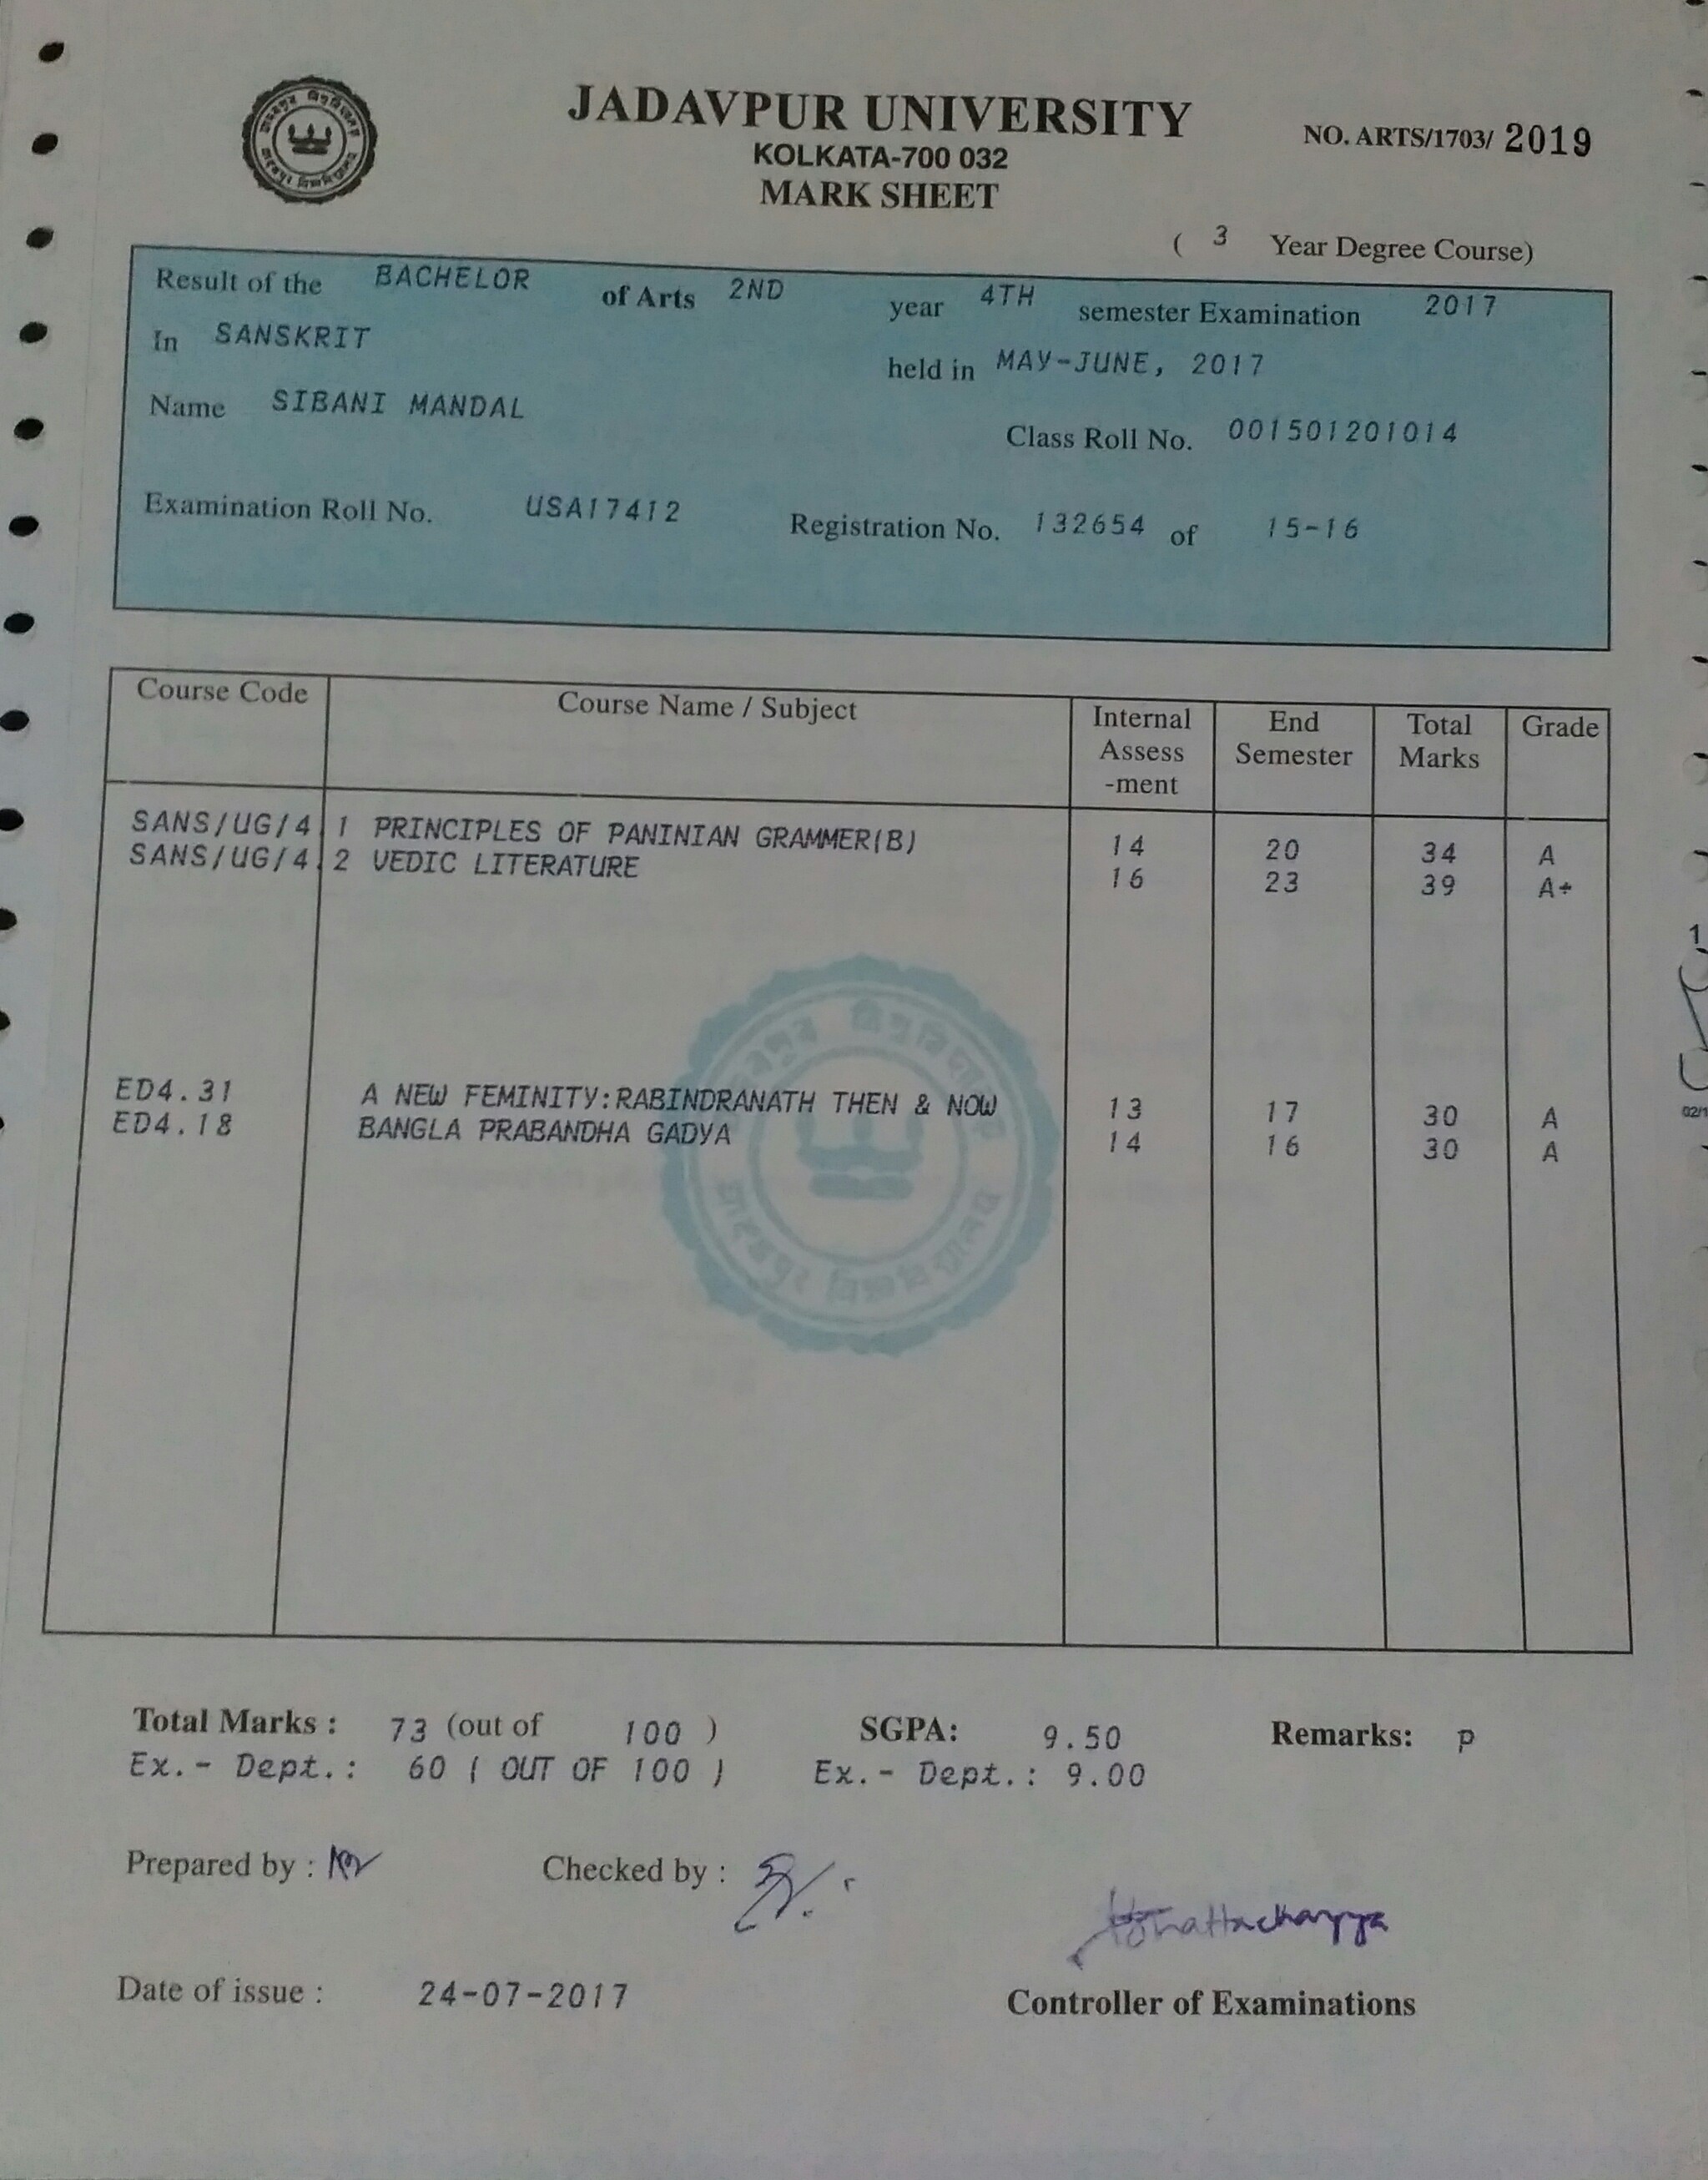 JADAVPUR UNIVERSITY
NO. ARTS/1703/ 2019
KOLKATA-700 032
MARK SHEET
( 3 Year Degree Course)
Result of the BACHELOR of Arts 2ND year 4TH semester Examination 2017
In SANSKRIT held in MAY-JUNE, 2017
Name SIBANI MANDAL
Class Roll No. 001501201014
Examination Roll No. USA17412 Registration No. 132654 of 15-16
Course Code Course Name / Subject Internal Assess -ment End Semester Total Marks Grade
SANS/UG/4 1 PRINCIPLES OF PANINIAN GRAMMER(B) 14 20 34 A
SANS/UG/4.2 VEDIC LITERATURE 16 23 39 A+
ED4.31 A NEW FEMINITY:RABINDRANATH THEN & NOW 13 17 30 A
ED4.18 BANGLA PRABANDHA GADYA 14 16 30 A
Total Marks : 73 (out of 100 ) SGPA: 9.50 Remarks: P
Ex.- Dept.: 60 ( OUT OF 100 ) Ex.- Dept.: 9.00
Prepared by : Checked by :
Bhattacharyya
Date of issue : 24-07-2017
Controller of Examinations